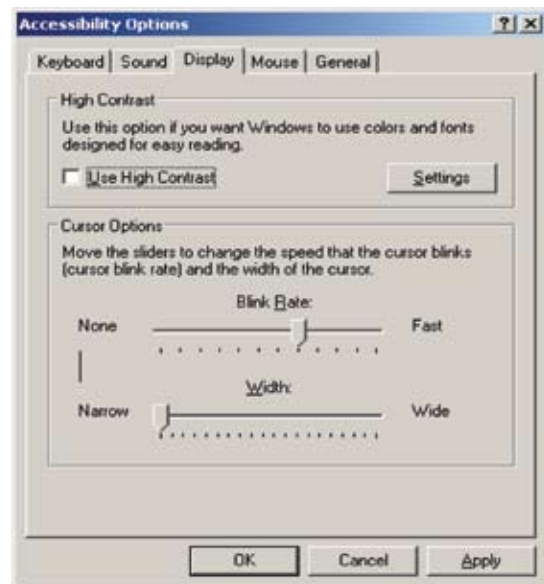 Accessibility Options
Keyboard Sound Display Mouse General
High Contrast
Use this option if you want Windows to use colors and fonts
designed for easy reading.
Use High Contrast Settings
Cursor Options
Move the sliders to change the speed that the cursor blinks
(cursor blink rate) and the width of the cursor.
Blink Rate:
None Fast
Width:
Narrow Wide
OK Cancel Apply